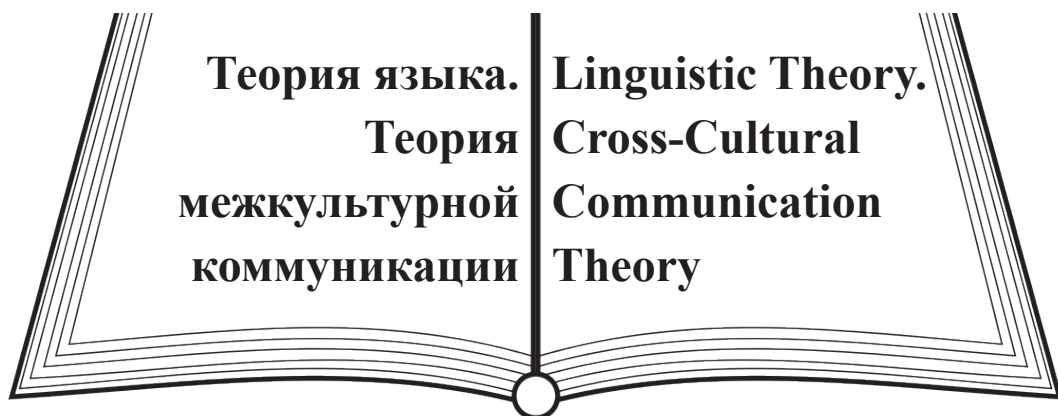 Теория языка.
Теория
межкультурной
коммуникации
Linguistic Theory.
Cross-Cultural
Communication
Theory